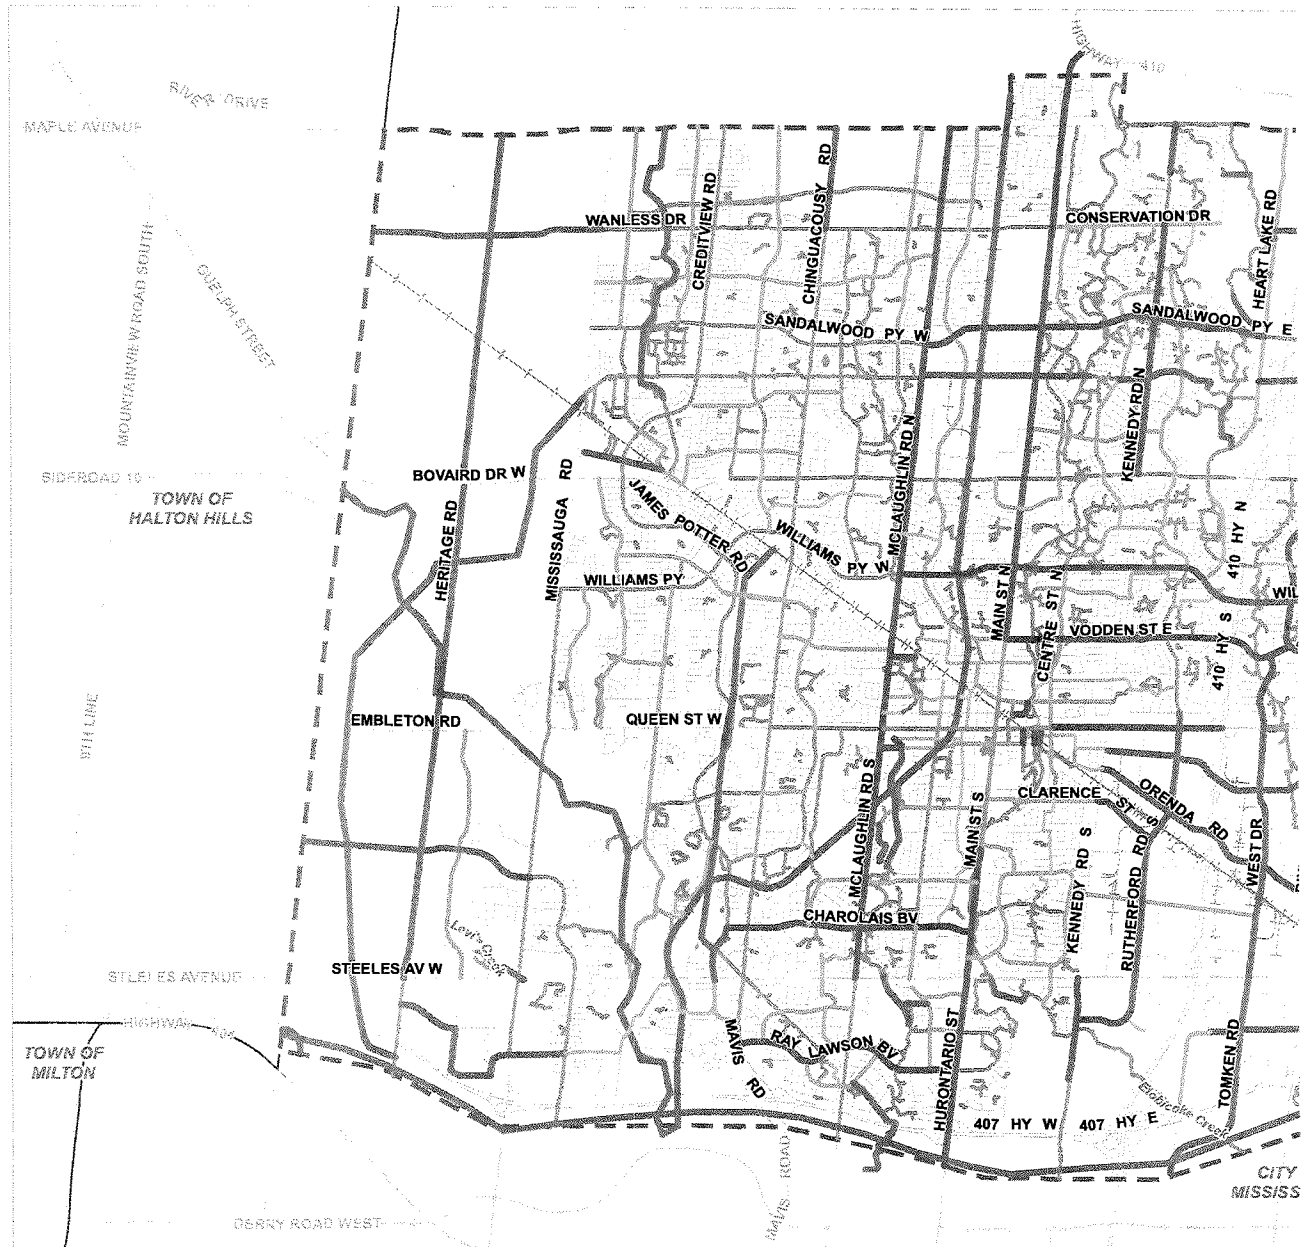 HIGHWAY 410
RIVER DRIVE
MAPLE AVENUE
CREDITVIEW RD
CHINGUACOUSY RD
WANLESS DR
CONSERVATION DR
HEART LAKE RD
MOUNTAINVIEW ROAD SOUTH
GUELPH STREET
SANDALWOOD PY W
SANDALWOOD PY E
KENNEDY RD N
MCLAUGHLIN RD N
BOVAIRD DR W
SIDEROAD 10
TOWN OF
HALTON HILLS
HERITAGE RD
MISSISSAUGA RD
JAMES POTTER RD
WILLIAMS PY W
410 HY N
WILLIAMS PY
MAIN ST N
CENTRE ST N
WIL
VODDEN ST E
410 HY S
9TH LINE
EMBLETON RD
QUEEN ST W
MCLAUGHLIN RD S
MAIN ST S
CLARENCE ST S
ORENDA RD
WEST DR
KENNEDY RD S
RUTHERFORD RD S
CHAROLAIS BV
Levi's Creek
STEELES AV W
STEELES AVENUE
HIGHWAY 401
TOWN OF
MILTON
MAVIS RD
RAY LAWSON BV
HURONTARIO ST
TOMKEN RD
Etobicoke Creek
407 HY W
407 HY E
CITY
MISSISS
MAVIS ROAD
DERRY ROAD WEST